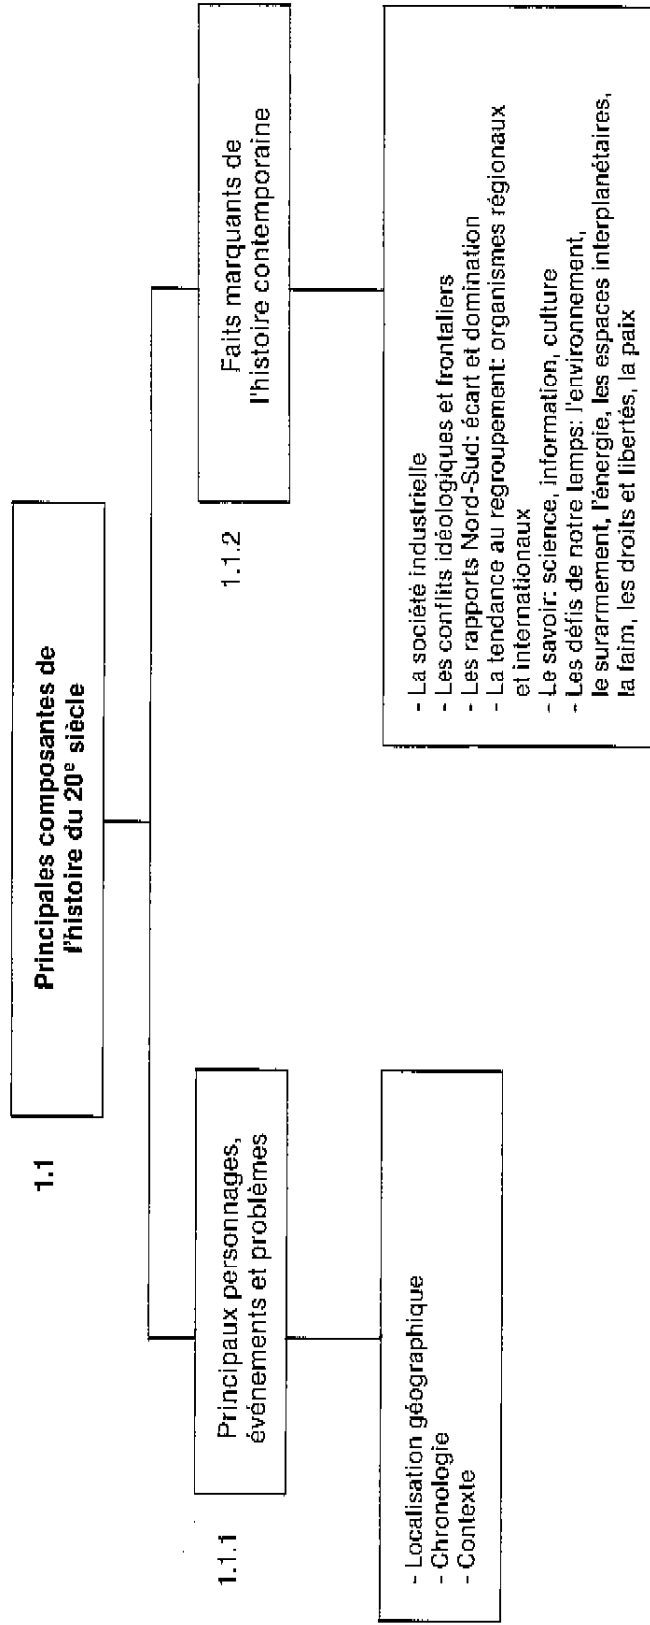 1.1
Principales composantes de
l'histoire du 20e siècle
1.1.1
Principaux personnages,
événements et problèmes
- Localisation géographique
- Chronologie
- Contexte
1.1.2
Faits marquants de
l'histoire contemporaine
- La société industrielle
- Les conflits idéologiques et frontaliers
- Les rapports Nord-Sud: écart et domination
- La tendance au regroupement: organismes régionaux
et internationaux
- Le savoir: science, information, culture
- Les défis de notre temps: l'environnement,
le surarmement, l'énergie, les espaces interplanétaires,
la faim, les droits et libertés, la paix